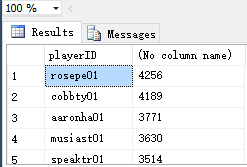 100 %
Results Messages
playerID (No column name)
1 rosepe01 4256
2 cobbty01 4189
3 aaronha01 3771
4 musiast01 3630
5 speaktr01 3514